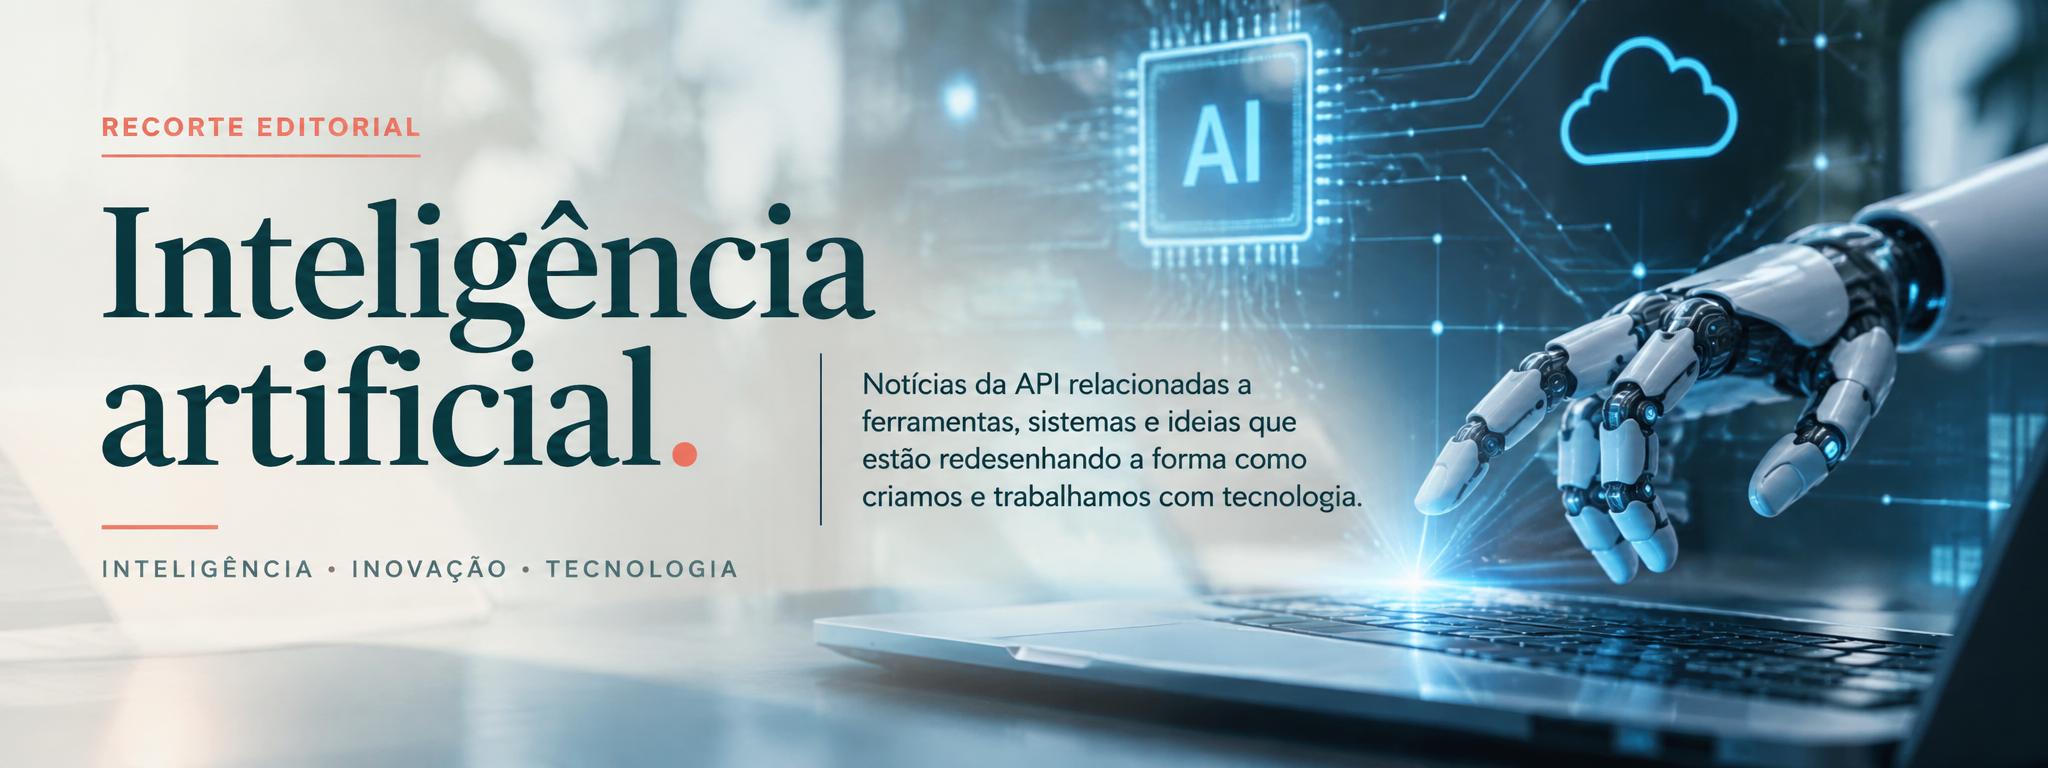 RECORTE EDITORIAL
Inteligência
artificial.
Notícias da API relacionadas a
ferramentas, sistemas e ideias que
estão redesenhando a forma como
criamos e trabalhamos com tecnologia.
INTELIGÊNCIA • INOVAÇÃO • TECNOLOGIA
AI